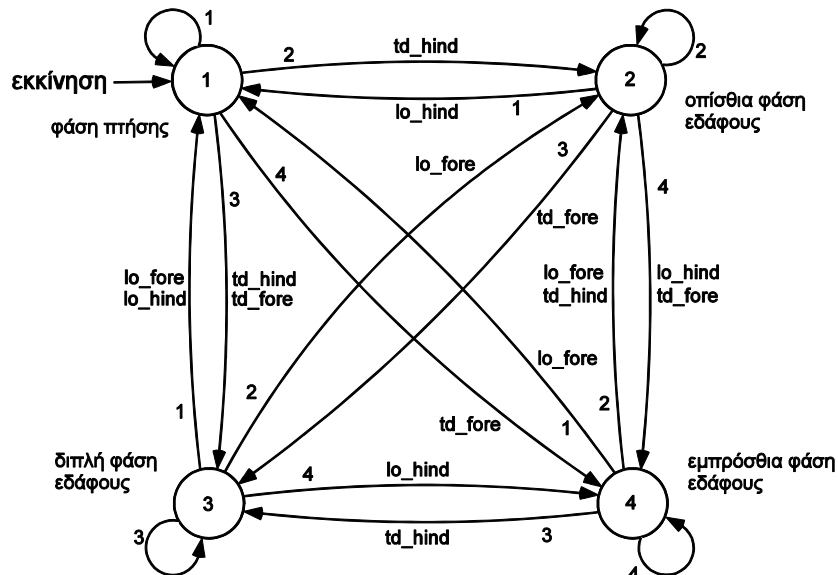 1
2
td_hind
2
εκκίνηση
1
2
lo_hind
1
φάση πτήσης
οπίσθια φάση
εδάφους
4
lo_fore
3
3
4
td_fore
lo_fore
lo_hind
td_hind
td_fore
lo_fore
td_hind
lo_hind
td_fore
lo_fore
1
2
td_fore
1
2
διπλή φάση
εδάφους
4
lo_hind
εμπρόσθια φάση
εδάφους
3
4
3
td_hind
3
4